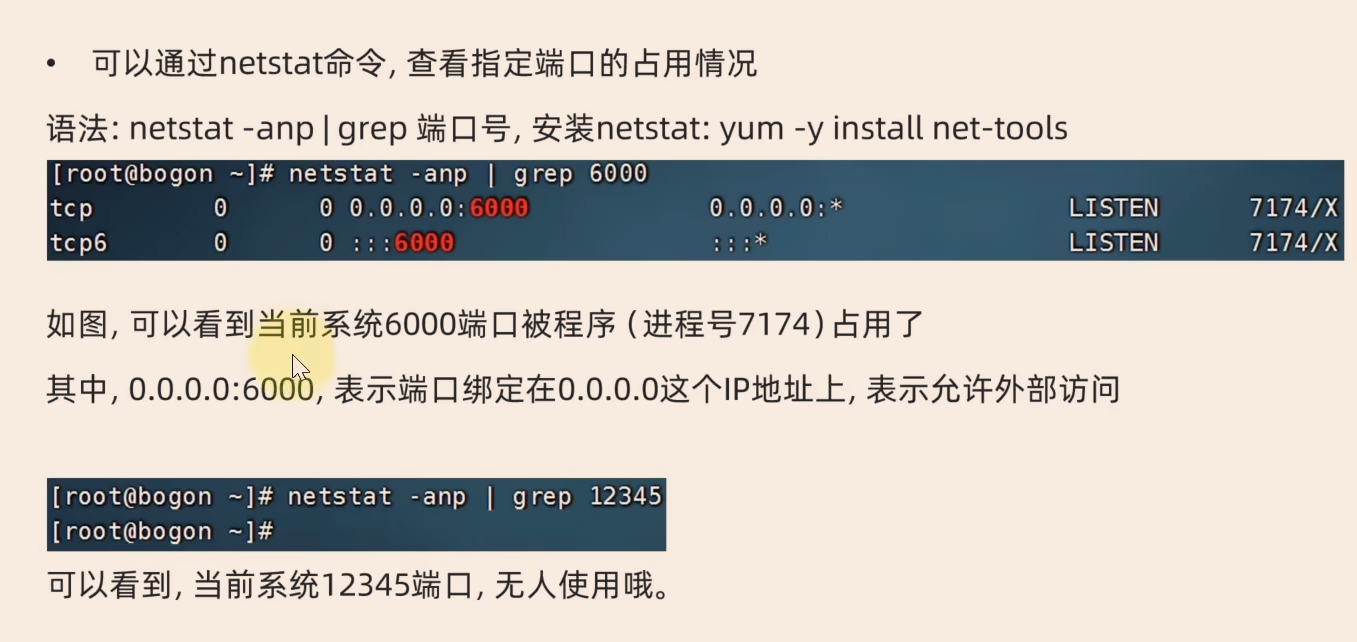 • 可以通过netstat命令, 查看指定端口的占用情况
语法: netstat -anp | grep 端口号, 安装netstat: yum -y install net-tools
[root@bogon ~]# netstat -anp | grep 6000
tcp 0 0 0.0.0.0:6000 0.0.0.0:* LISTEN 7174/X
tcp6 0 0 :::6000 :::* LISTEN 7174/X
如图, 可以看到当前系统6000端口被程序 ( 进程号7174) 占用了
其中, 0.0.0.0:6000, 表示端口绑定在0.0.0.0这个IP地址上, 表示允许外部访问
[root@bogon ~]# netstat -anp | grep 12345
[root@bogon ~]#
可以看到, 当前系统12345端口, 无人使用哦。